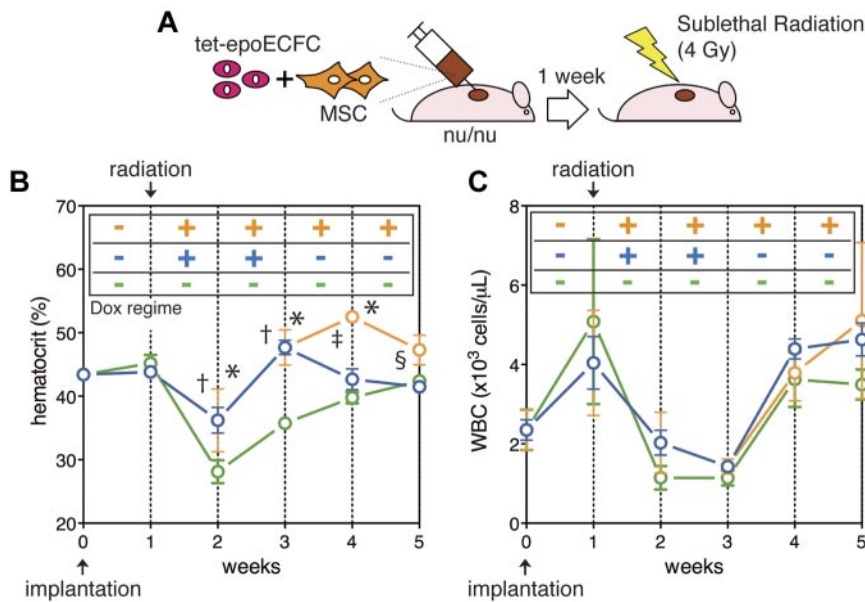 A
tet-epoECFC
+
MSC
nu/nu
1 week
Sublethal Radiation
(4 Gy)
B
radiation
hematocrit (%)
70
60
50
40
30
20
- + + + +
- + + - -
- - - - -
Dox regime
† * † * ‡ * §
0 1 2 3 4 5
weeks
implantation
C
radiation
WBC (x10³ cells/µL)
8
6
4
2
0
- + + + +
- + + - -
- - - - -
0 1 2 3 4 5
weeks
implantation